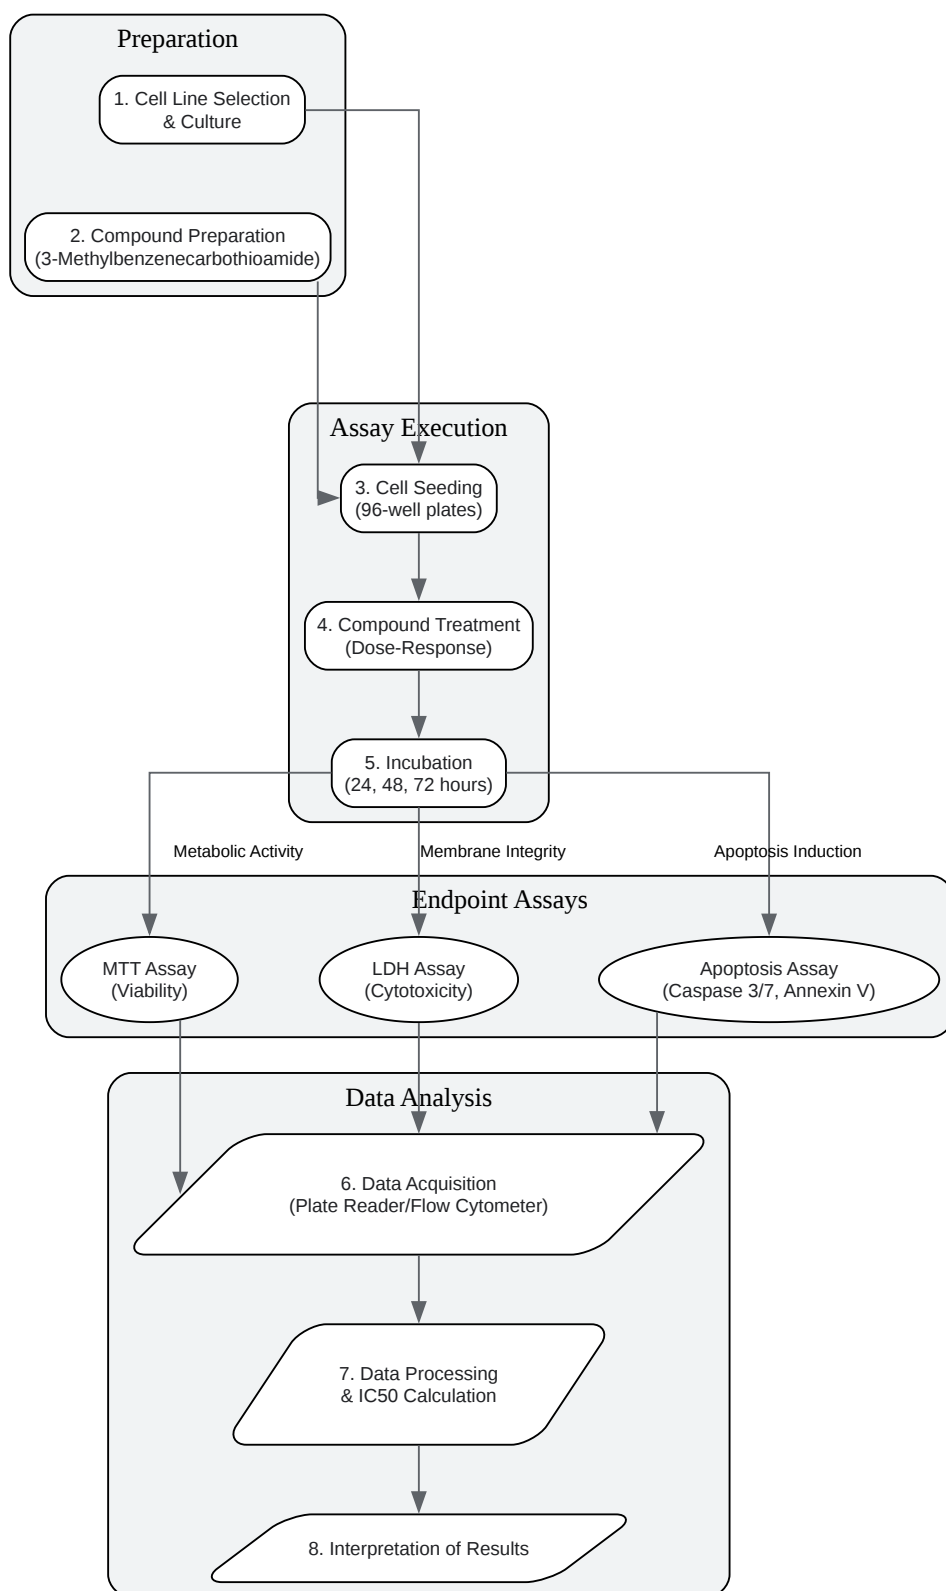 Preparation
1. Cell Line Selection
& Culture
2. Compound Preparation
(3-Methylbenzenecarbothioamide)
Assay Execution
3. Cell Seeding
(96-well plates)
4. Compound Treatment
(Dose-Response)
5. Incubation
(24, 48, 72 hours)
Metabolic Activity
Membrane Integrity
Apoptosis Induction
Endpoint Assays
MTT Assay
(Viability)
LDH Assay
(Cytotoxicity)
Apoptosis Assay
(Caspase 3/7, Annexin V)
Data Analysis
6. Data Acquisition
(Plate Reader/Flow Cytometer)
7. Data Processing
& IC50 Calculation
8. Interpretation of Results